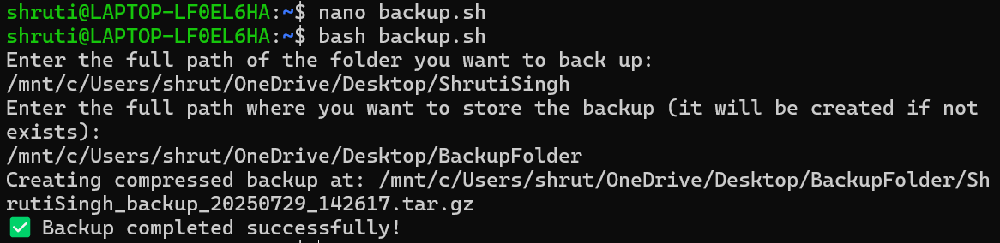 shruti@LAPTOP-LF0EL6HA:~$ nano backup.sh
shruti@LAPTOP-LF0EL6HA:~$ bash backup.sh
Enter the full path of the folder you want to back up:
/mnt/c/Users/shrut/OneDrive/Desktop/ShrutiSingh
Enter the full path where you want to store the backup (it will be created if not
exists):
/mnt/c/Users/shrut/OneDrive/Desktop/BackupFolder
Creating compressed backup at: /mnt/c/Users/shrut/OneDrive/Desktop/BackupFolder/Sh
rutiSingh_backup_20250729_142617.tar.gz
✅ Backup completed successfully!